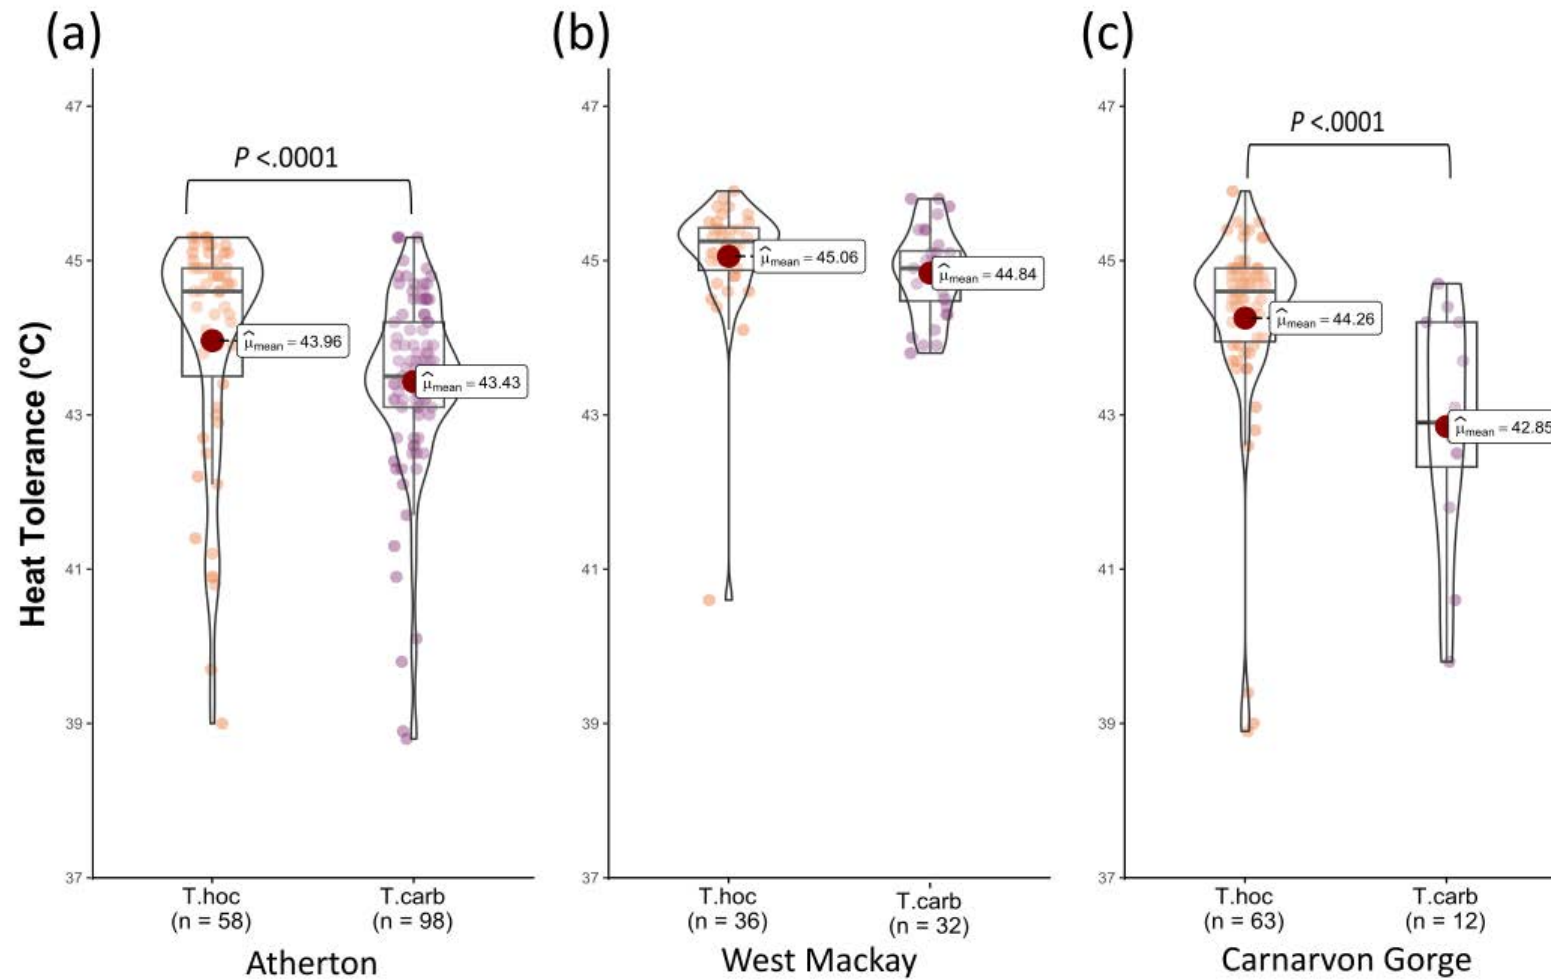 (a)
(b)
(c)
Heat Tolerance (°C)
47
45
43
41
39
37
P <.0001
μ̂mean = 43.96
μ̂mean = 43.43
T.hoc
(n = 58)
T.carb
(n = 98)
Atherton
47
45
43
41
39
37
μ̂mean = 45.06
μ̂mean = 44.84
T.hoc
(n = 36)
T.carb
(n = 32)
West Mackay
47
45
43
41
39
37
P <.0001
μ̂mean = 44.26
μ̂mean = 42.85
T.hoc
(n = 63)
T.carb
(n = 12)
Carnarvon Gorge